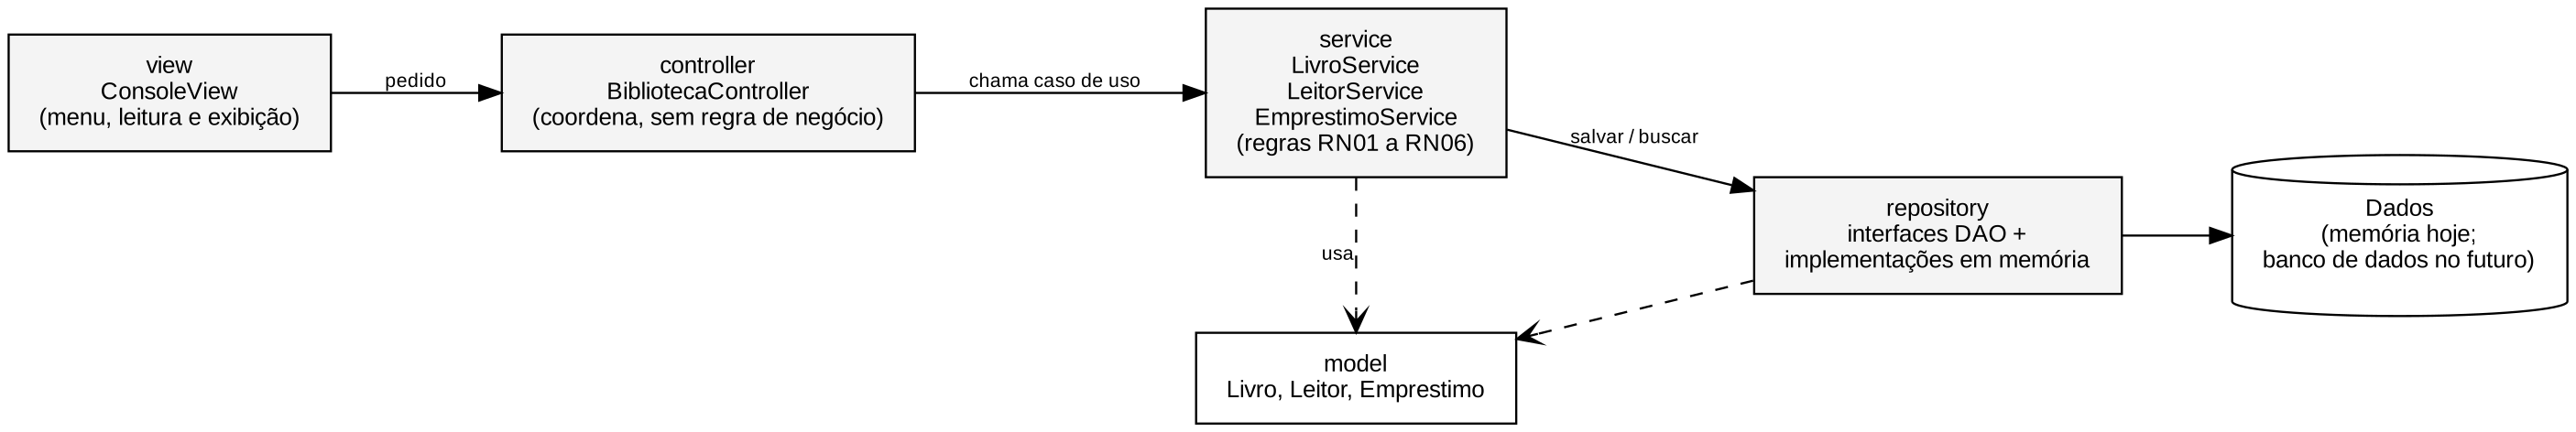 view
ConsoleView
(menu, leitura e exibição)
pedido
controller
BibliotecaController
(coordena, sem regra de negócio)
chama caso de uso
service
LivroService
LeitorService
EmprestimoService
(regras RN01 a RN06)
salvar / buscar
usa
repository
interfaces DAO +
implementações em memória
Dados
(memória hoje;
banco de dados no futuro)
model
Livro, Leitor, Emprestimo